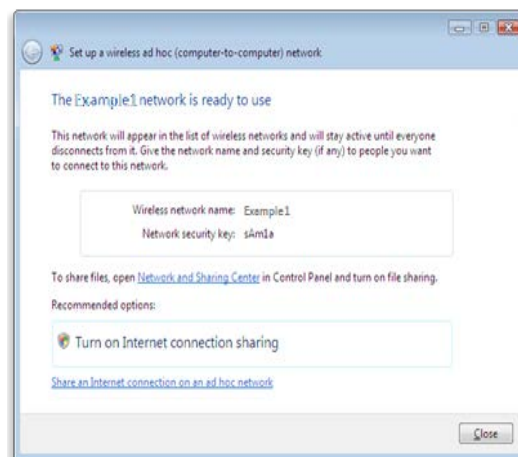 Set up a wireless ad hoc (computer-to-computer) network
The Example1 network is ready to use
This network will appear in the list of wireless networks and will stay active until everyone
disconnects from it. Give the network name and security key (if any) to people you want
to connect to this network.
Wireless network name: Example1
Network security key: sAm1a
To share files, open Network and Sharing Center in Control Panel and turn on file sharing.
Recommended options:
Turn on Internet connection sharing
Share an Internet connection on an ad hoc network
Close